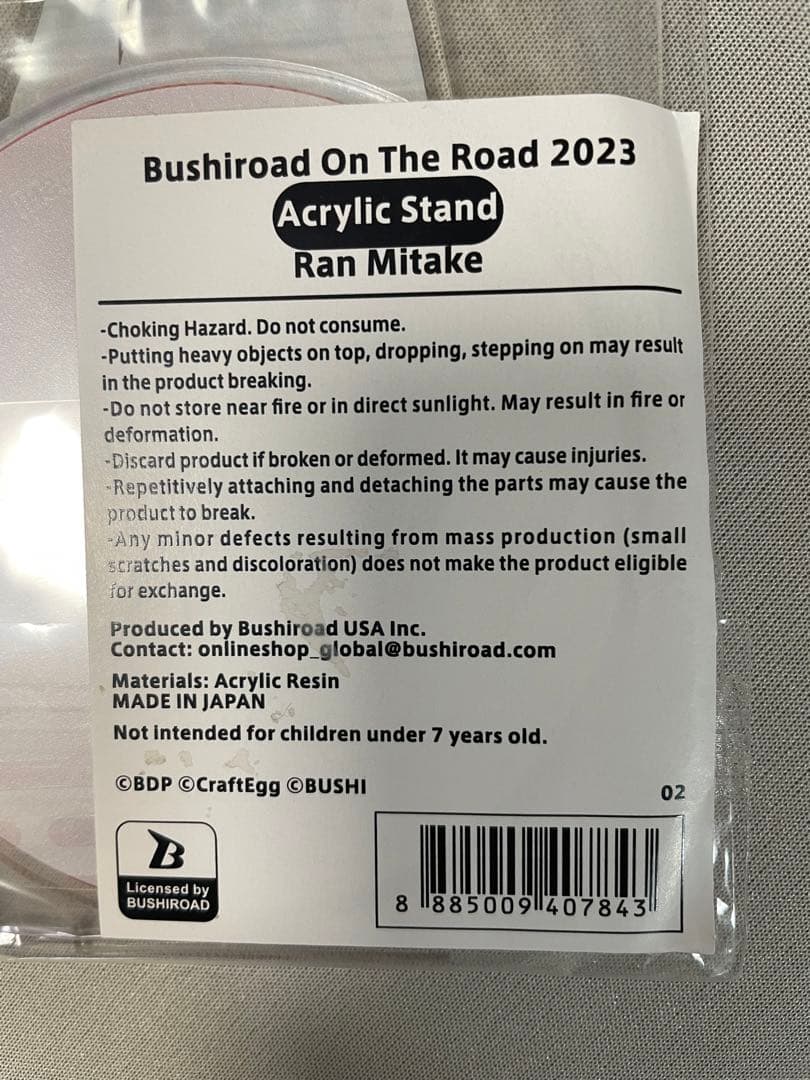 Bushiroad On The Road 2023
Acrylic Stand
Ran Mitake
-Choking Hazard. Do not consume.
-Putting heavy objects on top, dropping, stepping on may result
in the product breaking.
-Do not store near fire or in direct sunlight. May result in fire or
deformation.
-Discard product if broken or deformed. It may cause injuries.
-Repetitively attaching and detaching the parts may cause the
product to break.
-Any minor defects resulting from mass production (small
scratches and discoloration) does not make the product eligible
for exchange.
Produced by Bushiroad USA Inc.
Contact: onlineshop_global@bushiroad.com
Materials: Acrylic Resin
MADE IN JAPAN
Not intended for children under 7 years old.
©BDP ©CraftEgg ©BUSHI
02
B
Licensed by
BUSHIROAD
8 885009 407843